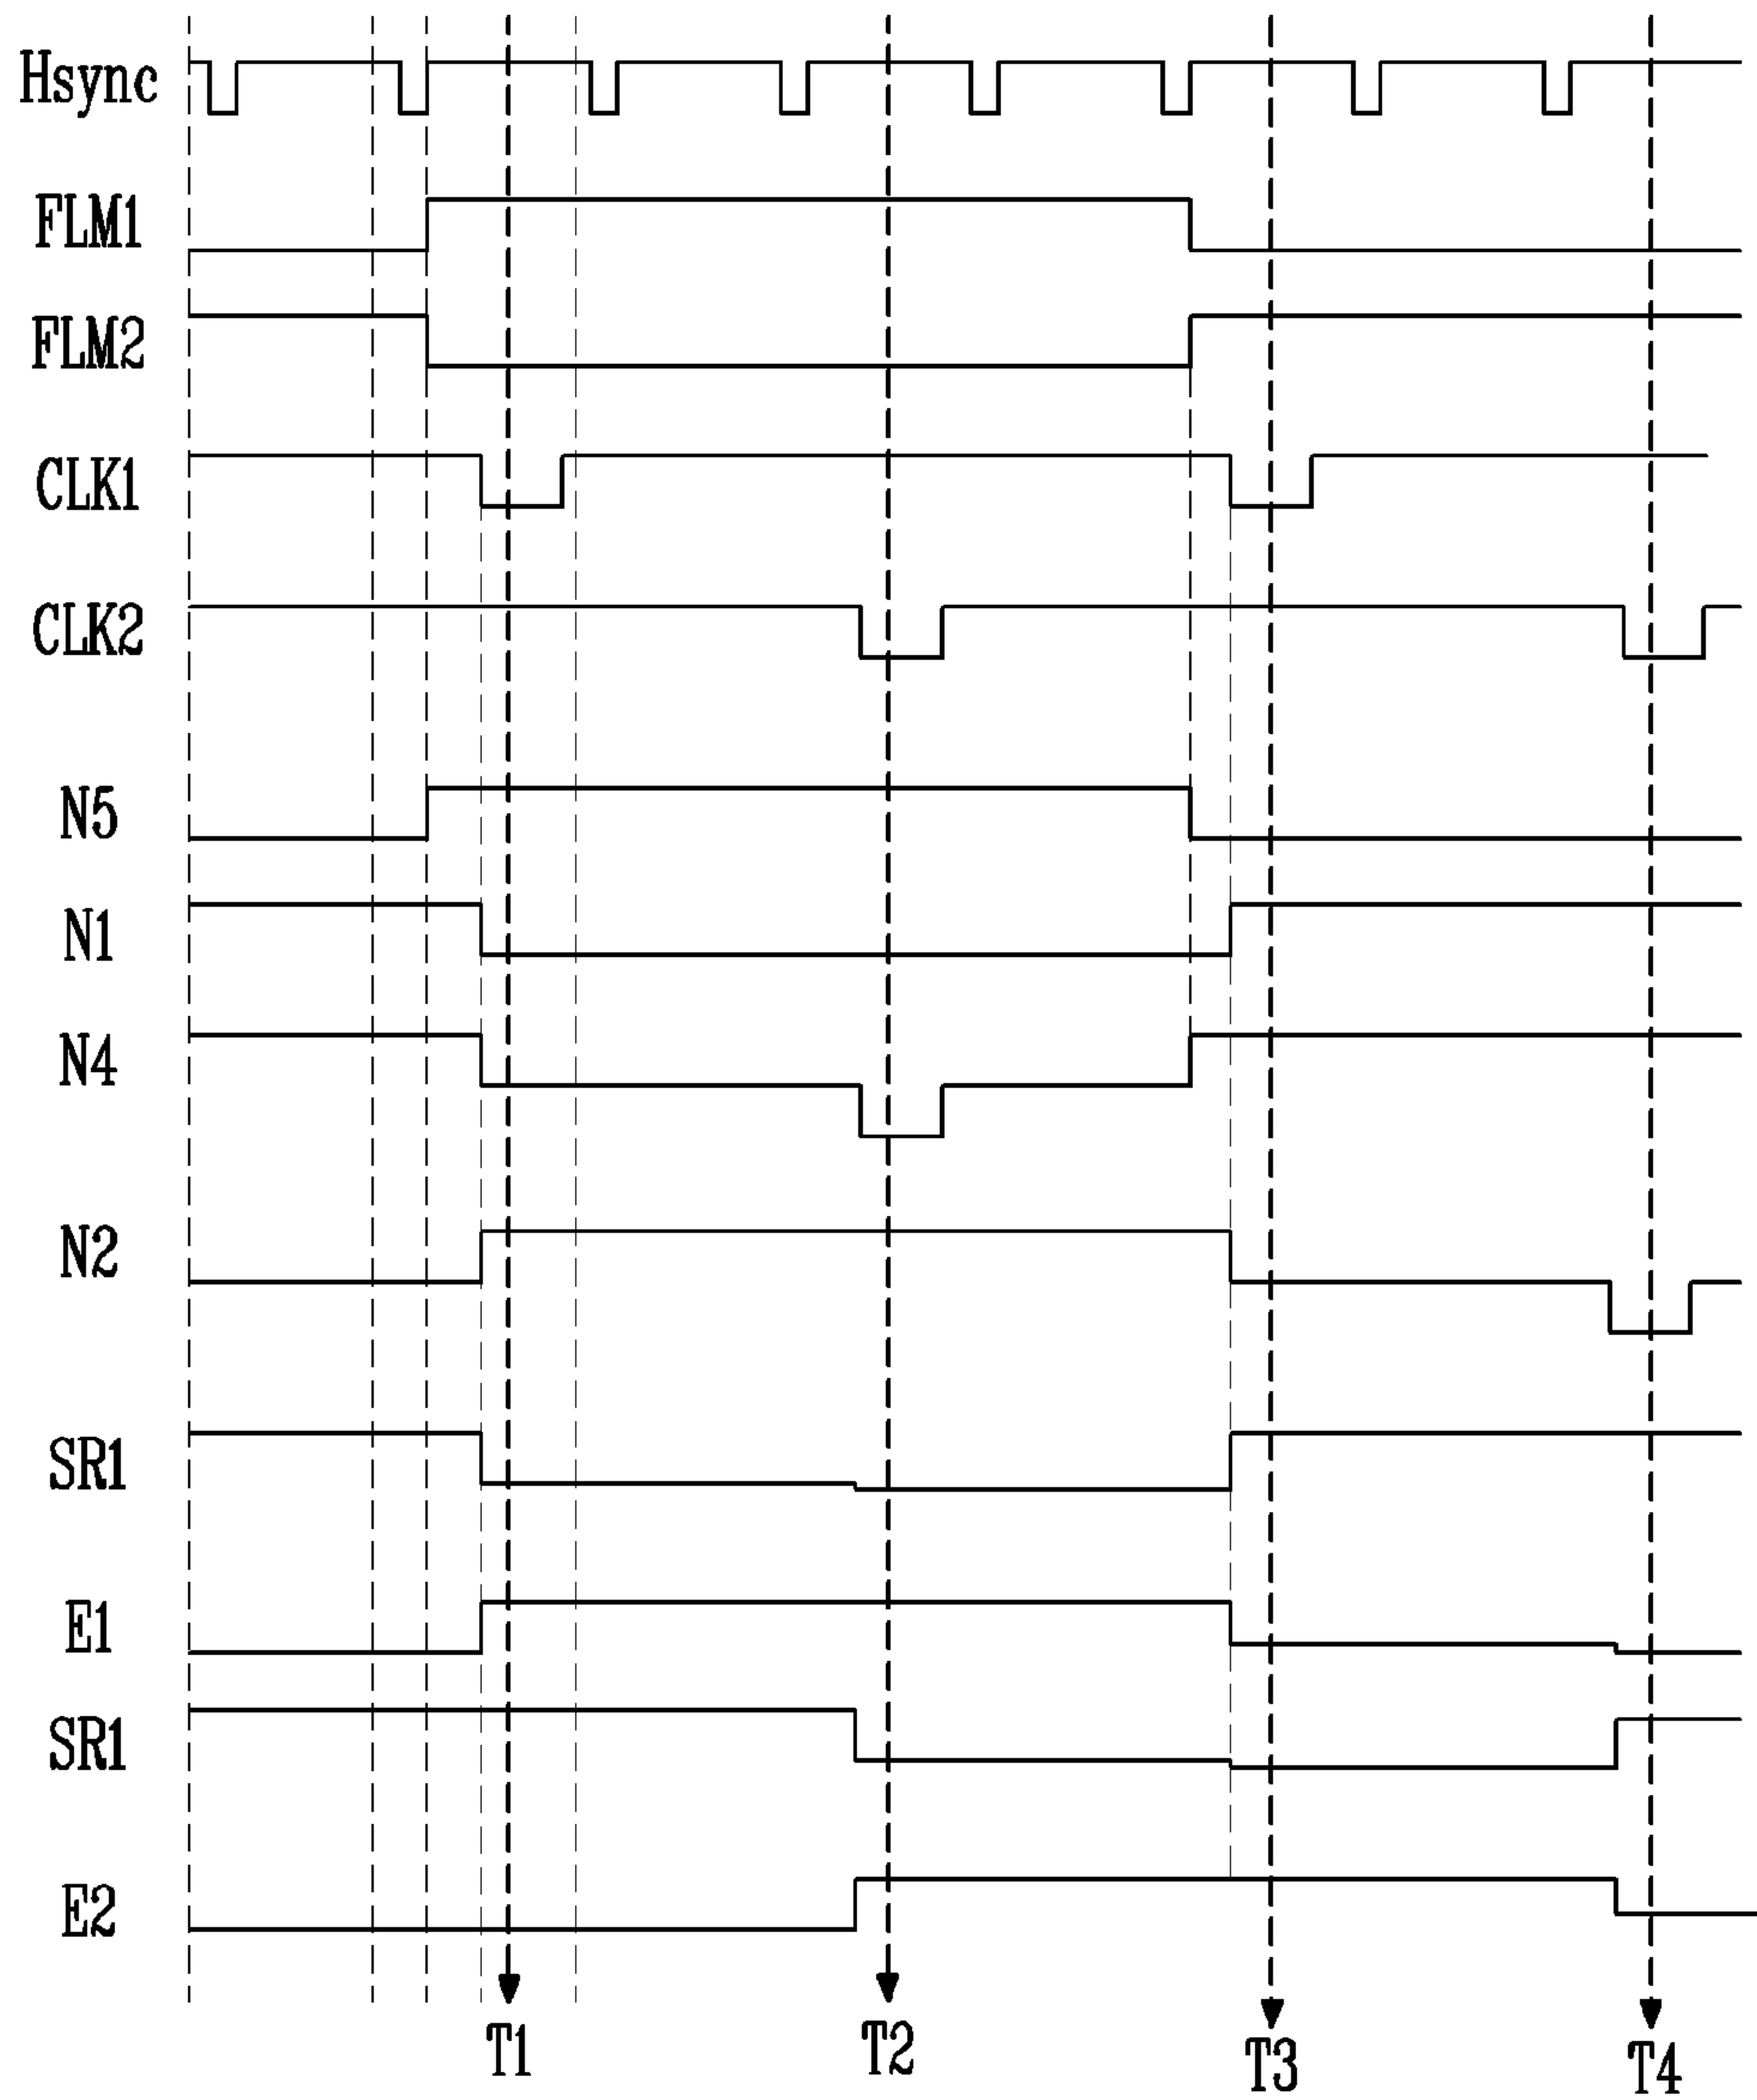 Hsync
FLM1
FLM2
CLK1
CLK2
N5
N1
N4
N2
SR1
E1
SR1
E2
T1 T2 T3 T4